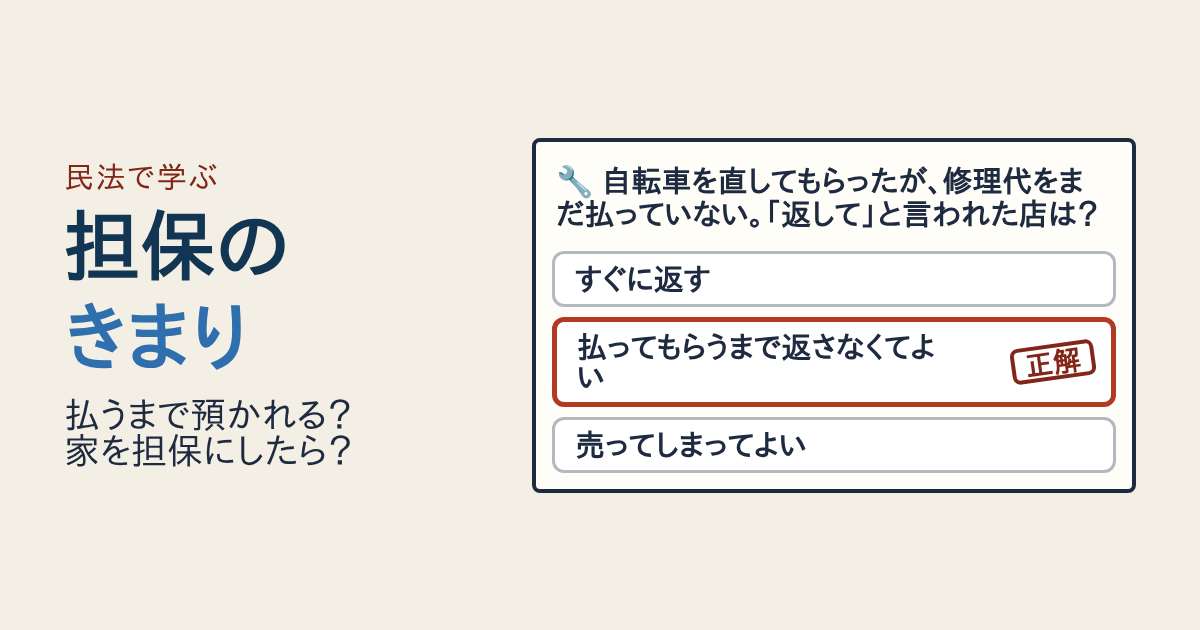 民法で学ぶ
担保の
きまり
払うまで預かれる？
家を担保にしたら？
🔧 自転車を直してもらったが、修理代をま
だ払っていない。「返して」と言われた店は？
すぐに返す
払ってもらうまで返さなくてよ
い
正解
売ってしまってよい